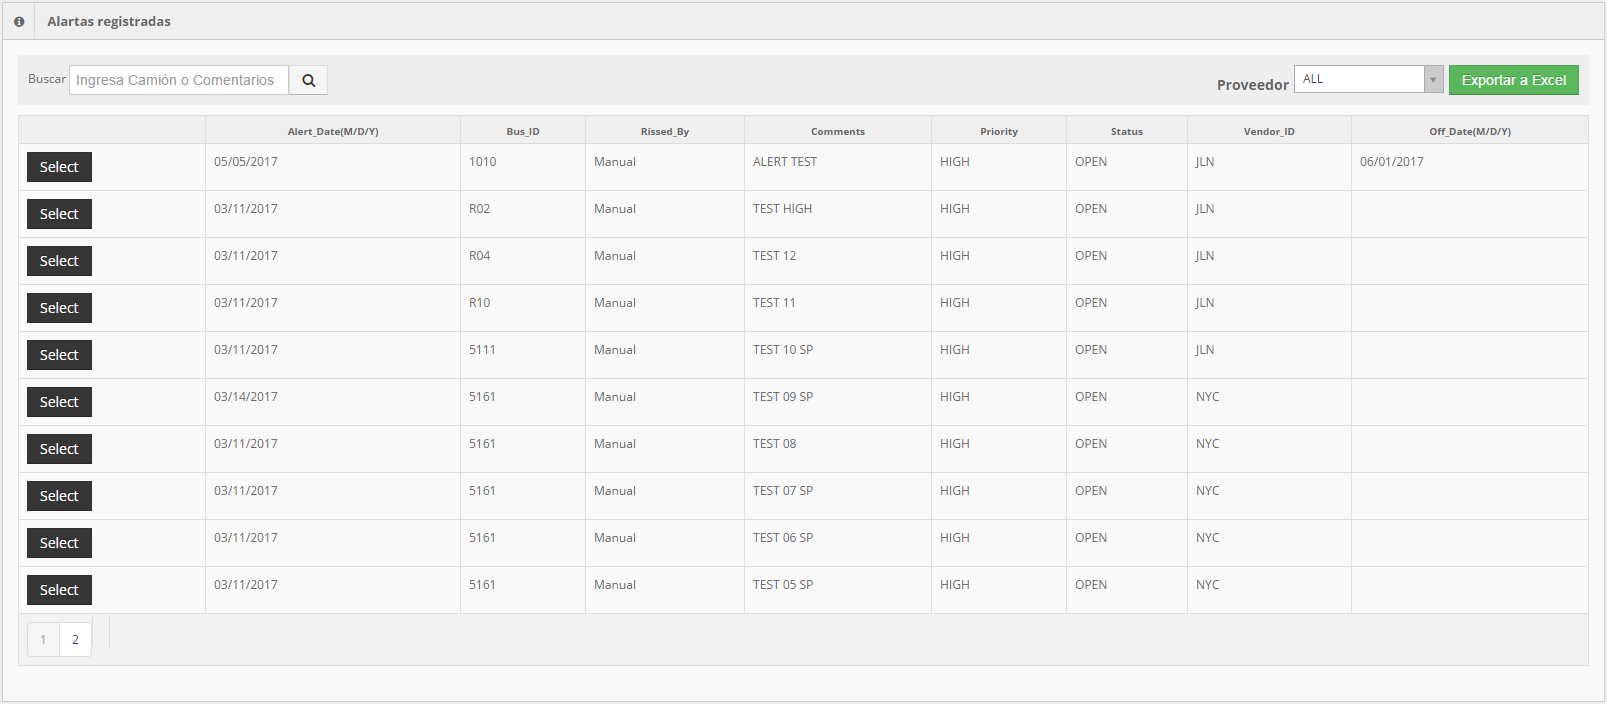 Alartas registradas
Buscar Ingresa Camión o Comentarios Proveedor ALL Exportar a Excel
Alert_Date(M/D/Y) Bus_ID Rissed_By Comments Priority Status Vendor_ID Off_Date(M/D/Y)
Select 05/05/2017 1010 Manual ALERT TEST HIGH OPEN JLN 06/01/2017
Select 03/11/2017 R02 Manual TEST HIGH HIGH OPEN JLN
Select 03/11/2017 R04 Manual TEST 12 HIGH OPEN JLN
Select 03/11/2017 R10 Manual TEST 11 HIGH OPEN JLN
Select 03/11/2017 5111 Manual TEST 10 SP HIGH OPEN JLN
Select 03/14/2017 5161 Manual TEST 09 SP HIGH OPEN NYC
Select 03/11/2017 5161 Manual TEST 08 HIGH OPEN NYC
Select 03/11/2017 5161 Manual TEST 07 SP HIGH OPEN NYC
Select 03/11/2017 5161 Manual TEST 06 SP HIGH OPEN NYC
Select 03/11/2017 5161 Manual TEST 05 SP HIGH OPEN NYC
1 2